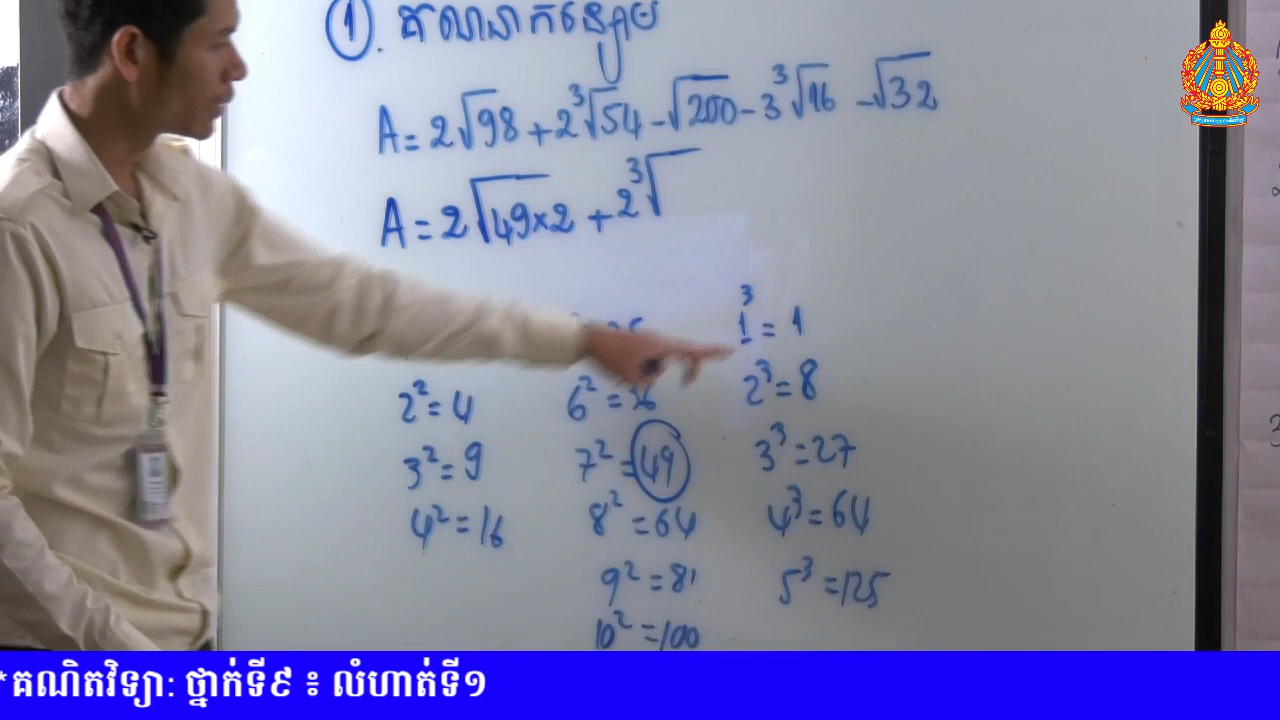 ①. គណនាកន្សោម
A = 2√98 + 2∛54 - √200 - 3∛16 - √32
A = 2√49×2 + 2∛
1³ = 1
2² = 4
6² = 36
2³ = 8
3² = 9
7² = 49
3³ = 27
4² = 16
8² = 64
4³ = 64
9² = 81
5³ = 125
10² = 100
*គណិតវិទ្យា: ថ្នាក់ទី៩ ៖ លំហាត់ទី១